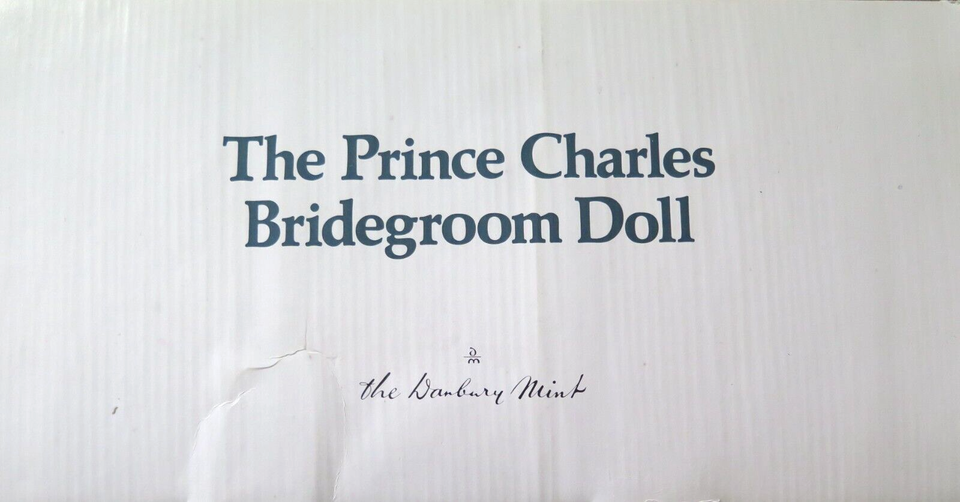 The Prince Charles
Bridegroom Doll
D
M
the Danbury Mint